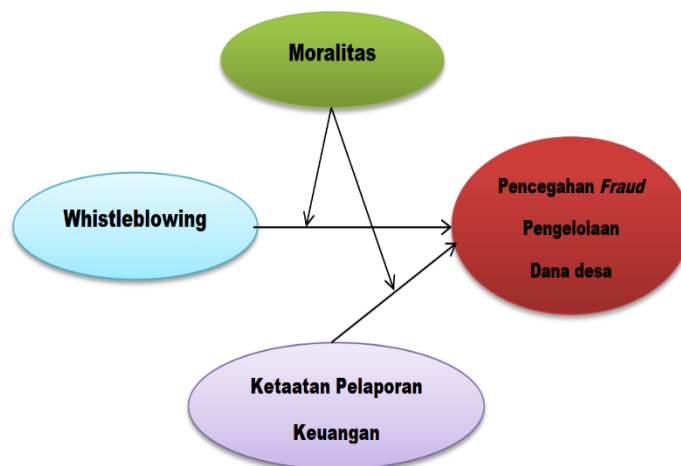 Moralitas
Whistleblowing
Pencegahan Fraud
Pengelolaan
Dana desa
Ketaatan Pelaporan
Keuangan